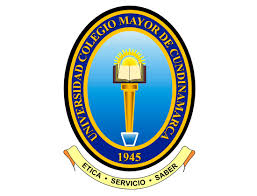 UNIVERSIDAD COLEGIO MAYOR DE CUNDINAMARCA
1945
ETICA • SERVICIO • SABER